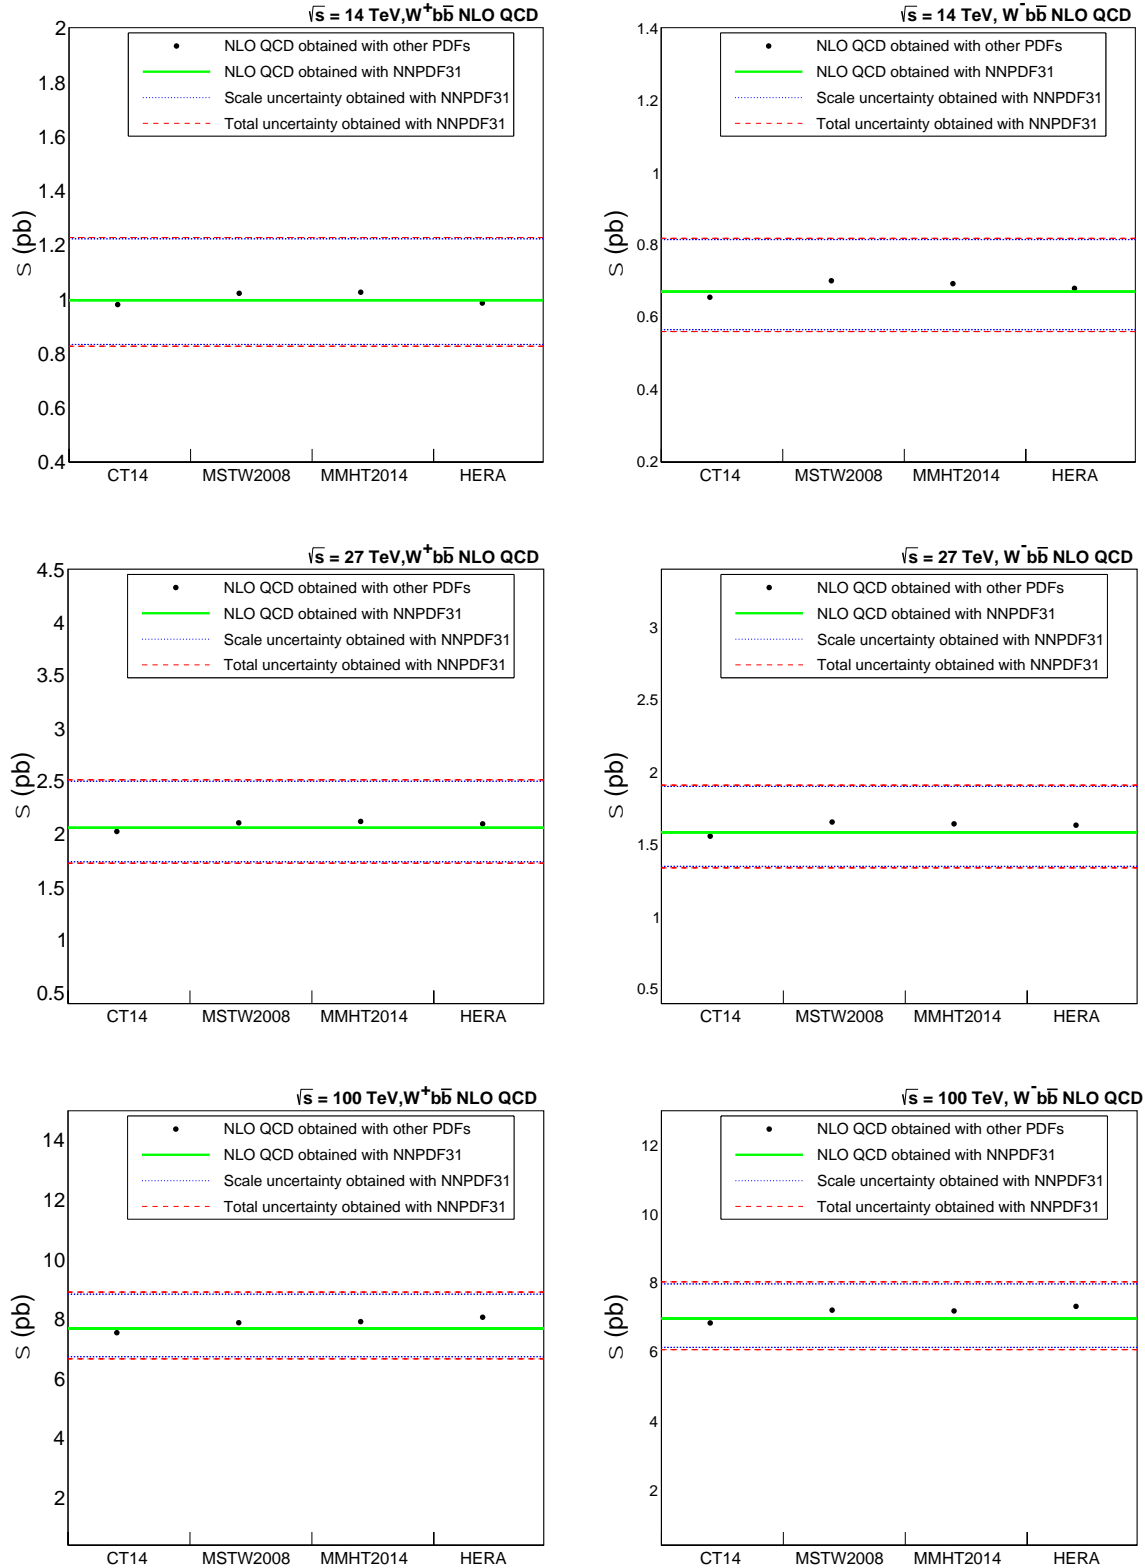 √s = 14 TeV,W⁺bb̅ NLO QCD
2
1.8
1.6
1.4
1.2
1
0.8
0.6
0.4
σ (pb)
NLO QCD obtained with other PDFs
NLO QCD obtained with NNPDF31
Scale uncertainty obtained with NNPDF31
Total uncertainty obtained with NNPDF31
CT14 MSTW2008 MMHT2014 HERA
√s = 14 TeV, W⁻bb̅ NLO QCD
1.4
1.2
1
0.8
0.6
0.4
0.2
σ (pb)
NLO QCD obtained with other PDFs
NLO QCD obtained with NNPDF31
Scale uncertainty obtained with NNPDF31
Total uncertainty obtained with NNPDF31
CT14 MSTW2008 MMHT2014 HERA
√s = 27 TeV,W⁺bb̅ NLO QCD
4.5
4
3.5
3
2.5
2
1.5
1
0.5
σ (pb)
NLO QCD obtained with other PDFs
NLO QCD obtained with NNPDF31
Scale uncertainty obtained with NNPDF31
Total uncertainty obtained with NNPDF31
CT14 MSTW2008 MMHT2014 HERA
√s = 27 TeV, W⁻bb̅ NLO QCD
3
2.5
2
1.5
1
0.5
σ (pb)
NLO QCD obtained with other PDFs
NLO QCD obtained with NNPDF31
Scale uncertainty obtained with NNPDF31
Total uncertainty obtained with NNPDF31
CT14 MSTW2008 MMHT2014 HERA
√s = 100 TeV,W⁺bb̅ NLO QCD
14
12
10
8
6
4
2
σ (pb)
NLO QCD obtained with other PDFs
NLO QCD obtained with NNPDF31
Scale uncertainty obtained with NNPDF31
Total uncertainty obtained with NNPDF31
CT14 MSTW2008 MMHT2014 HERA
√s = 100 TeV, W⁻bb̅ NLO QCD
12
10
8
6
4
2
σ (pb)
NLO QCD obtained with other PDFs
NLO QCD obtained with NNPDF31
Scale uncertainty obtained with NNPDF31
Total uncertainty obtained with NNPDF31
CT14 MSTW2008 MMHT2014 HERA